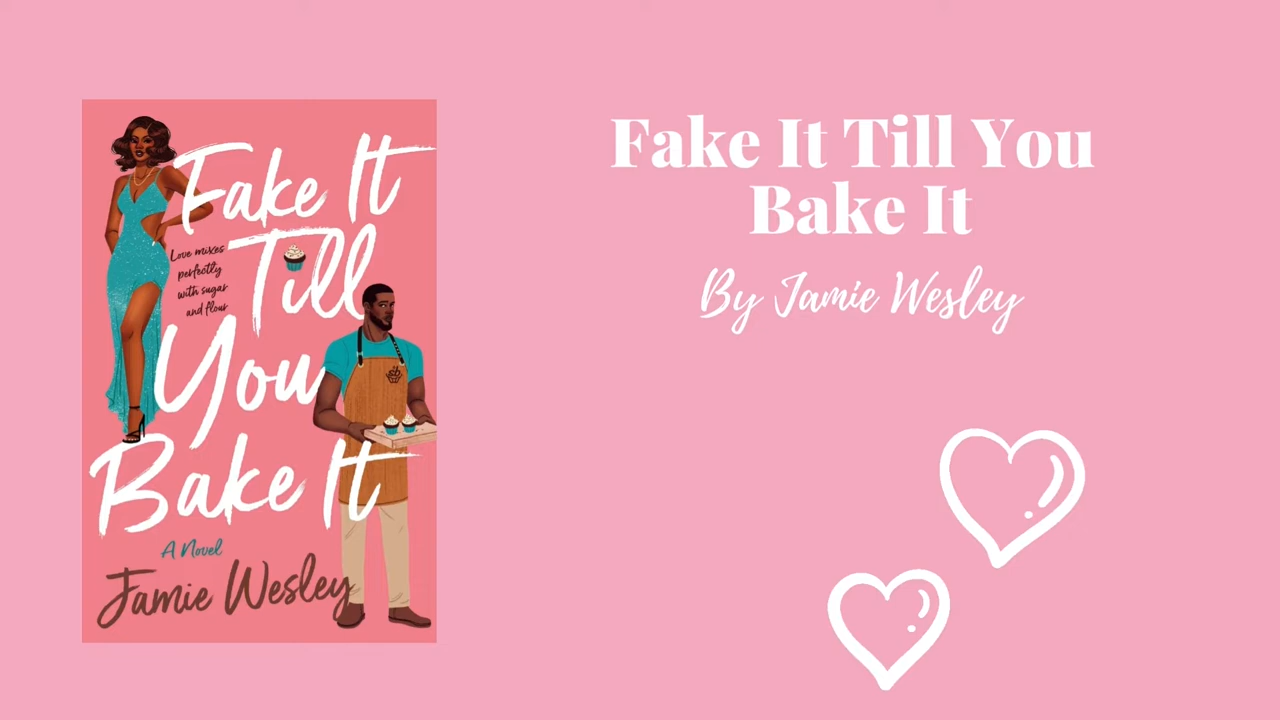 Fake It
Till
You
Bake It
Love mixes
perfectly
with sugar
and flour
A Novel
Jamie Wesley
Fake It Till You
Bake It
By Jamie Wesley